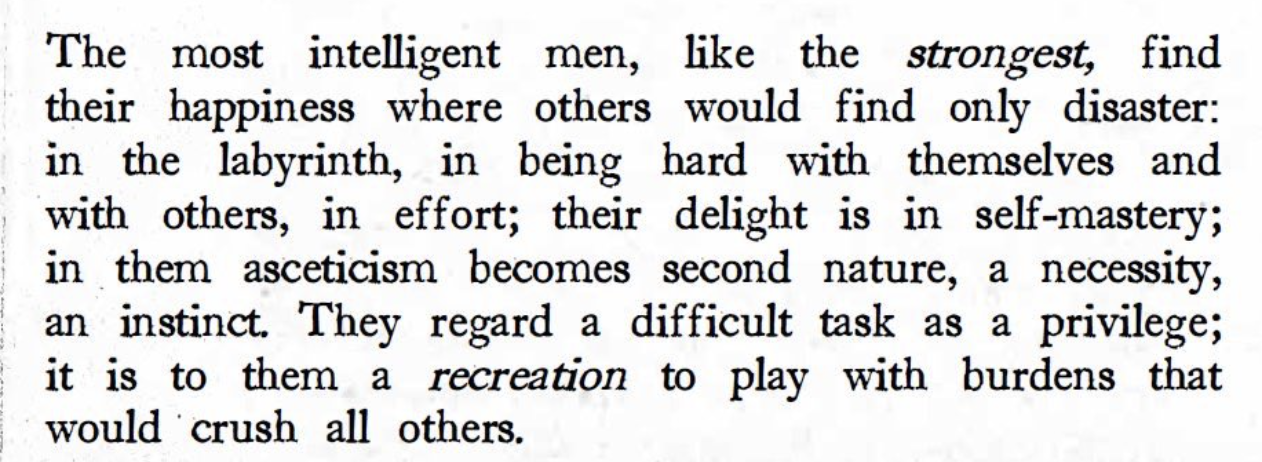 The most intelligent men, like the strongest, find
their happiness where others would find only disaster:
in the labyrinth, in being hard with themselves and
with others, in effort; their delight is in self-mastery;
in them asceticism becomes second nature, a necessity,
an instinct. They regard a difficult task as a privilege;
it is to them a recreation to play with burdens that
would crush all others.